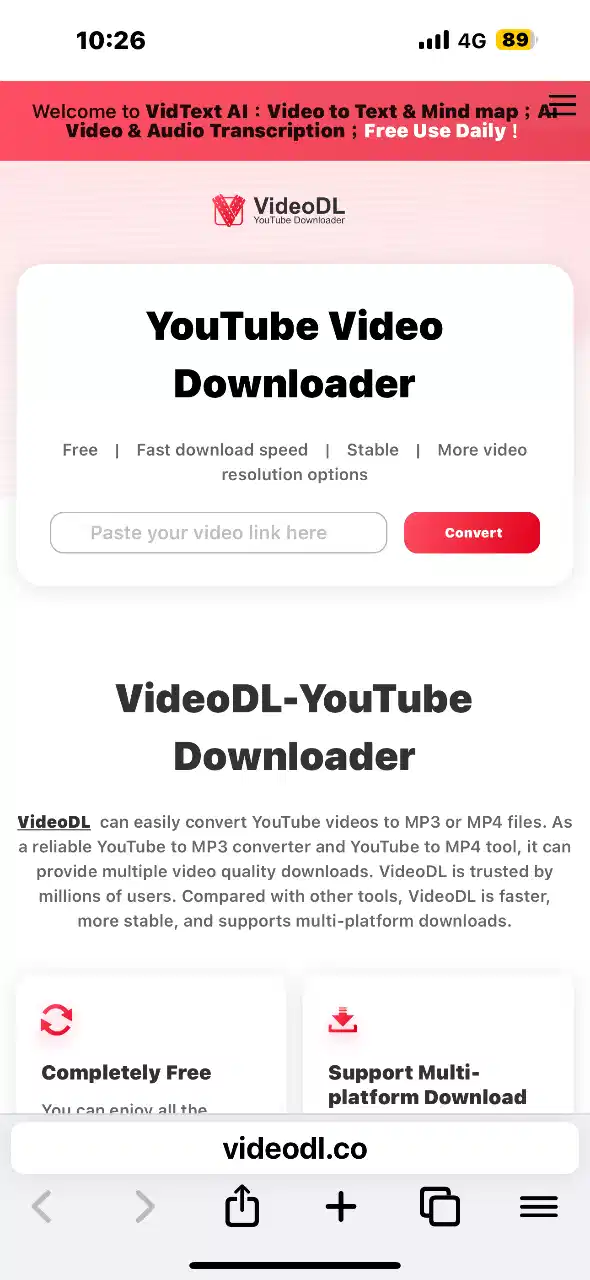 10:26
4G 89
Welcome to VidText AI：Video to Text & Mind map；AI
Video & Audio Transcription；Free Use Daily！
VideoDL
YouTube Downloader
YouTube Video
Downloader
Free | Fast download speed | Stable | More video
resolution options
Paste your video link here
Convert
VideoDL-YouTube
Downloader
VideoDL can easily convert YouTube videos to MP3 or MP4 files. As
a reliable YouTube to MP3 converter and YouTube to MP4 tool, it can
provide multiple video quality downloads. VideoDL is trusted by
millions of users. Compared with other tools, VideoDL is faster,
more stable, and supports multi-platform downloads.
Completely Free
You can enjoy all the
Support Multi-
platform Download
videodl.co